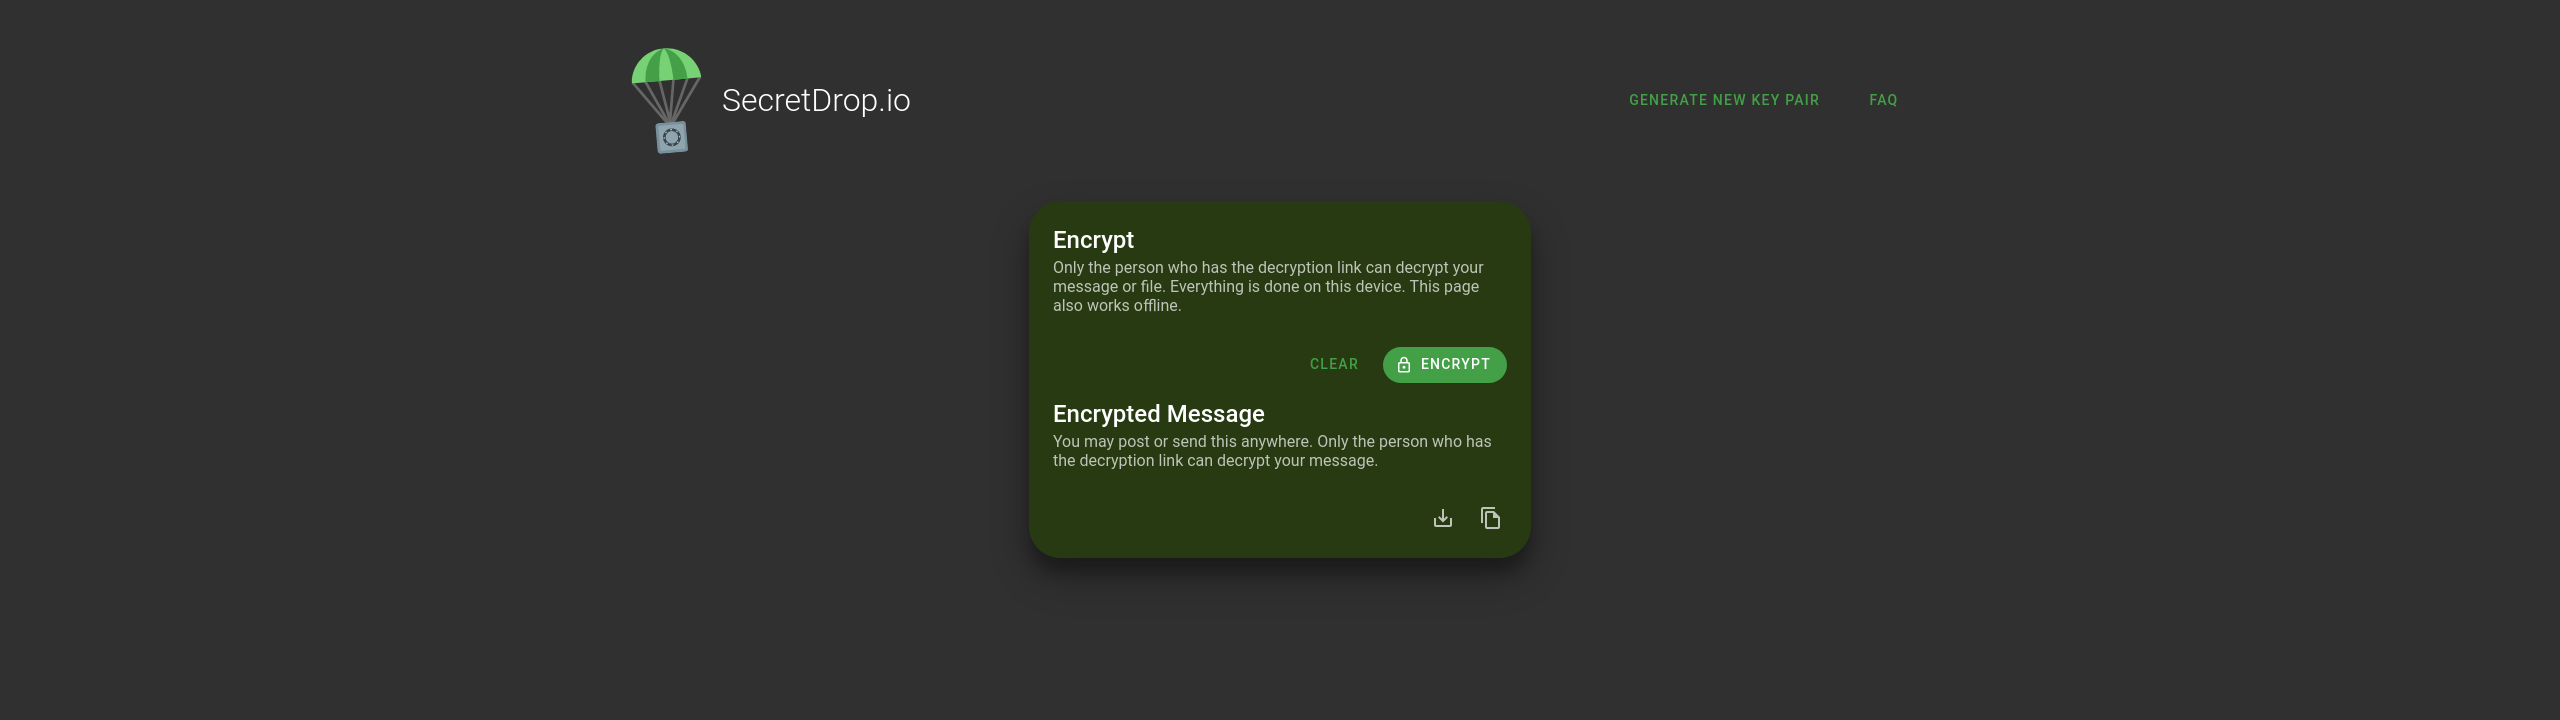 SecretDrop.io
GENERATE NEW KEY PAIR
FAQ
Encrypt
Only the person who has the decryption link can decrypt your
message or file. Everything is done on this device. This page
also works offline.
CLEAR
ENCRYPT
Encrypted Message
You may post or send this anywhere. Only the person who has
the decryption link can decrypt your message.